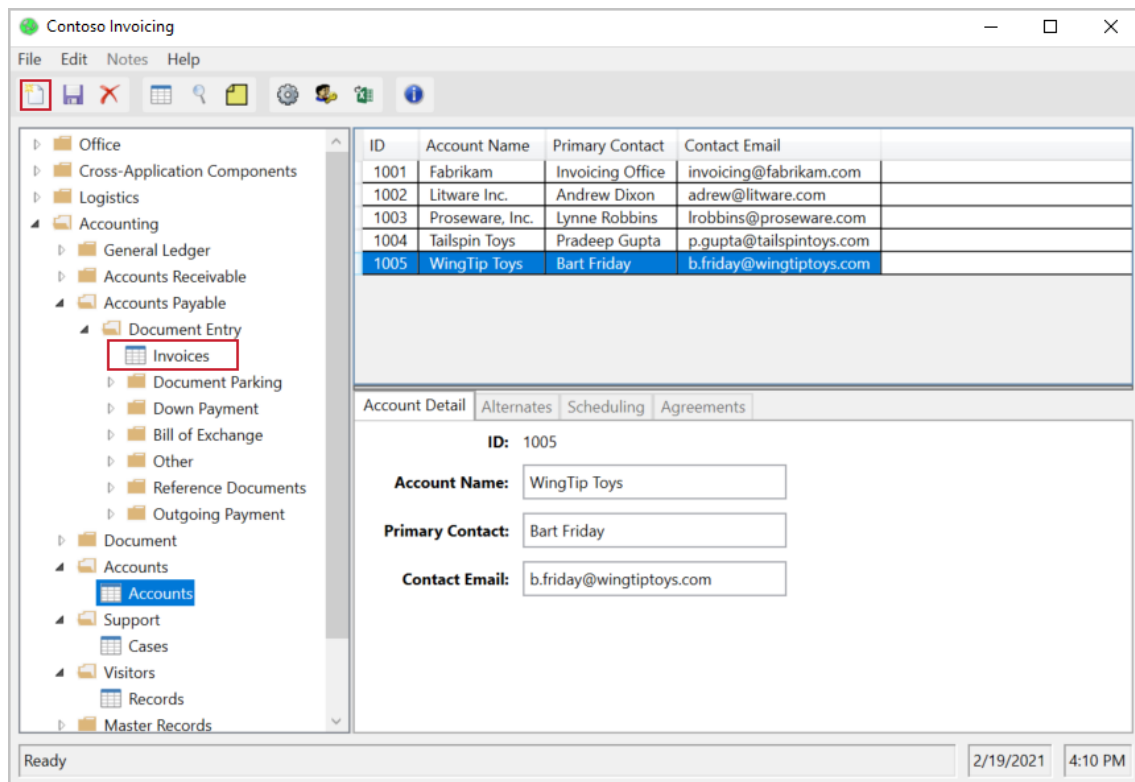 Contoso Invoicing
File Edit Notes Help
Office
Cross-Application Components
Logistics
Accounting
General Ledger
Accounts Receivable
Accounts Payable
Document Entry
Invoices
Document Parking
Down Payment
Bill of Exchange
Other
Reference Documents
Outgoing Payment
Document
Accounts
Accounts
Support
Cases
Visitors
Records
Master Records
ID Account Name Primary Contact Contact Email
1001 Fabrikam Invoicing Office invoicing@fabrikam.com
1002 Litware Inc. Andrew Dixon adrew@litware.com
1003 Proseware, Inc. Lynne Robbins lrobbins@proseware.com
1004 Tailspin Toys Pradeep Gupta p.gupta@tailspintoys.com
1005 WingTip Toys Bart Friday b.friday@wingtiptoys.com
Account Detail Alternates Scheduling Agreements
ID: 1005
Account Name: WingTip Toys
Primary Contact: Bart Friday
Contact Email: b.friday@wingtiptoys.com
Ready 2/19/2021 4:10 PM